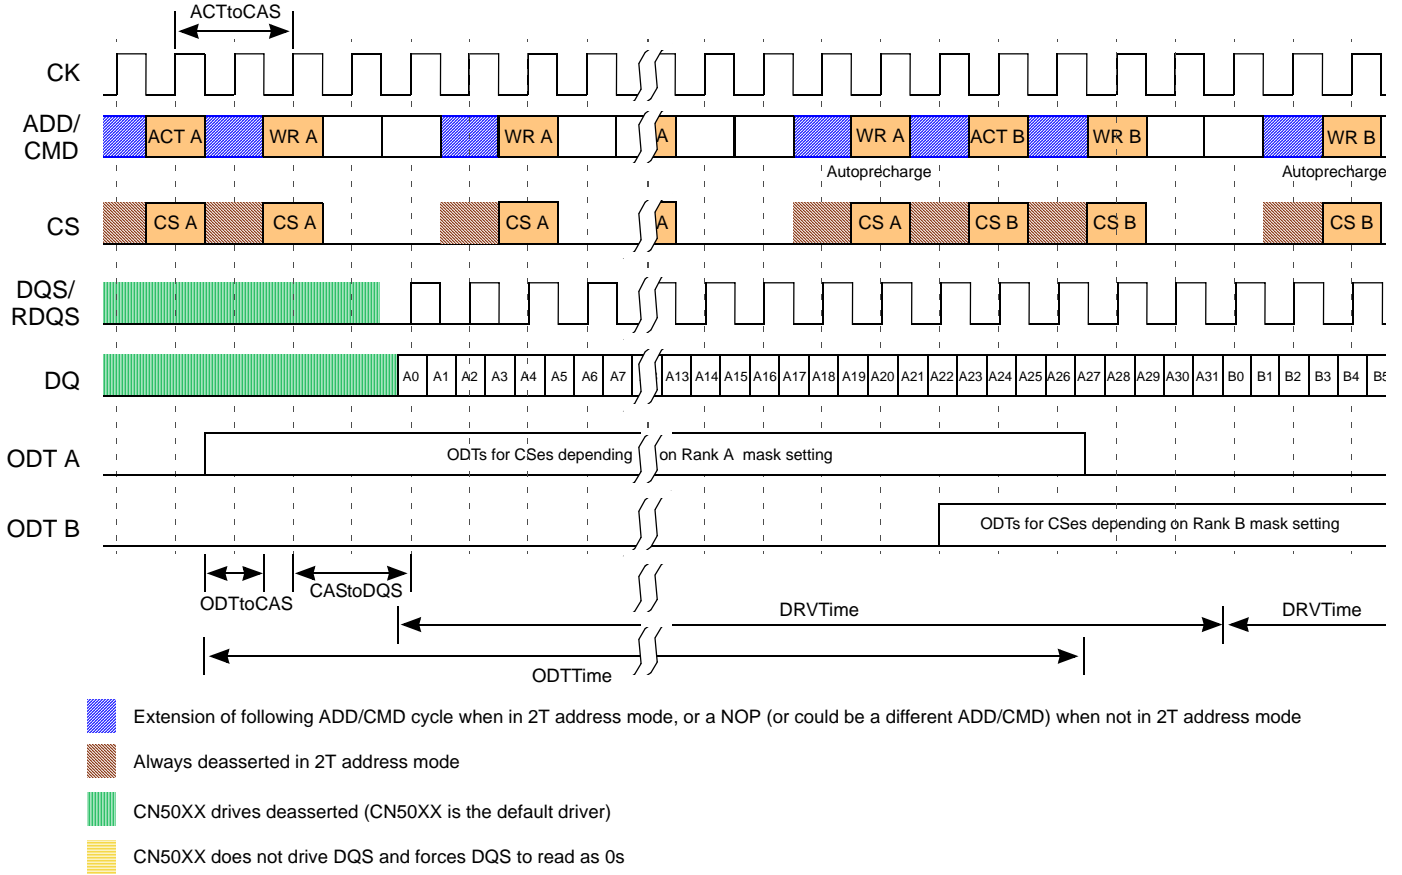 ACTtoCAS
CK
ADD/
CMD
ACT A
WR A
WR A
A
WR A
ACT B
WR B
WR B
Autoprecharge
Autoprecharge
CS
CS A
CS A
CS A
A
CS A
CS B
CS B
CS B
DQS/
RDQS
DQ
A0 A1 A2 A3 A4 A5 A6 A7 A13 A14 A15 A16 A17 A18 A19 A20 A21 A22 A23 A24 A25 A26 A27 A28 A29 A30 A31 B0 B1 B2 B3 B4 B5
ODT A
ODTs for CSes depending on Rank A mask setting
ODT B
ODTs for CSes depending on Rank B mask setting
ODTtoCAS
CAStoDQS
DRVTime
DRVTime
ODTTime
Extension of following ADD/CMD cycle when in 2T address mode, or a NOP (or could be a different ADD/CMD) when not in 2T address mode
Always deasserted in 2T address mode
CN50XX drives deasserted (CN50XX is the default driver)
CN50XX does not drive DQS and forces DQS to read as 0s